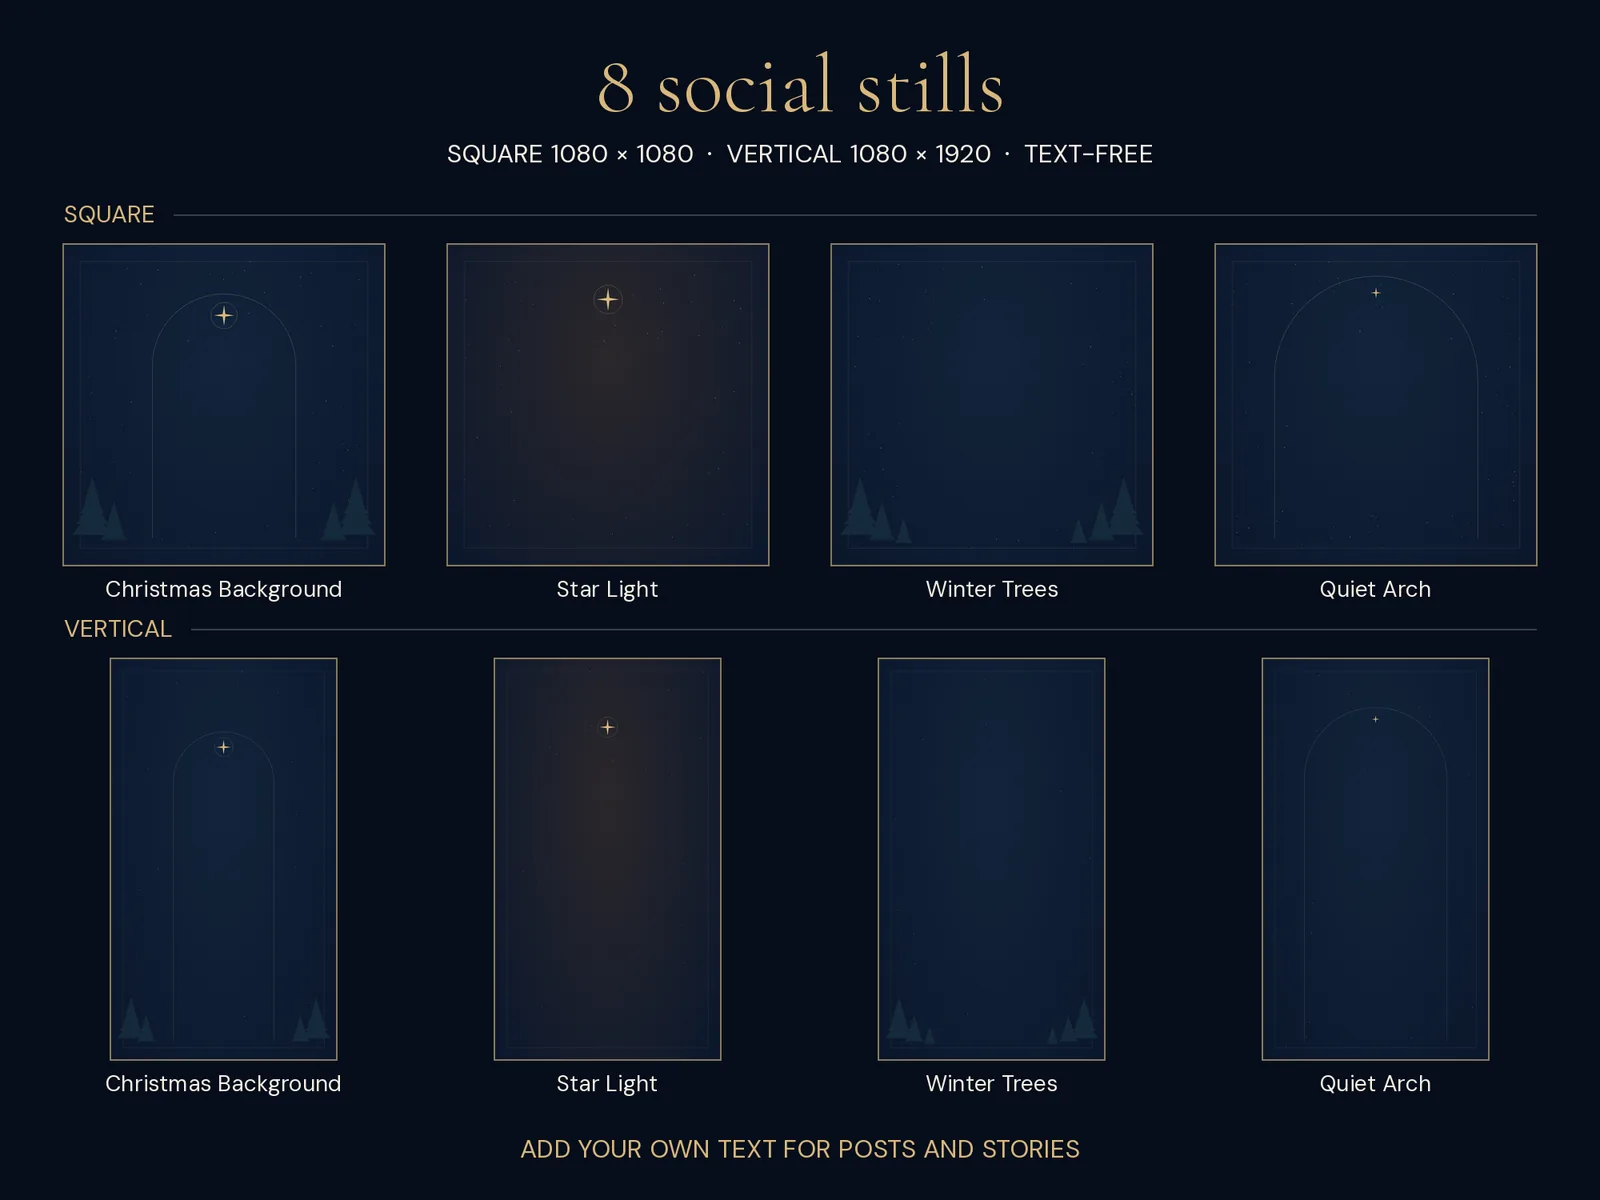 8 social stills
SQUARE 1080 × 1080 · VERTICAL 1080 × 1920 · TEXT-FREE
SQUARE
Christmas Background
Star Light
Winter Trees
Quiet Arch
VERTICAL
Christmas Background
Star Light
Winter Trees
Quiet Arch
ADD YOUR OWN TEXT FOR POSTS AND STORIES